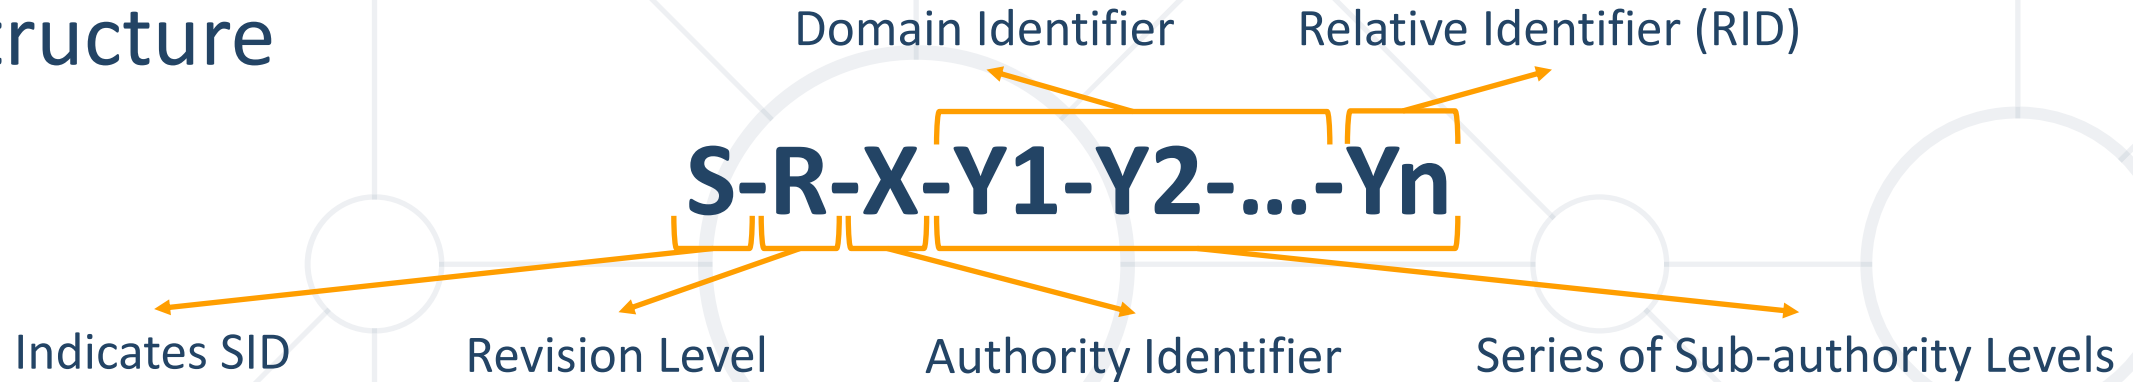 tructure
Domain Identifier
Relative Identifier (RID)
S-R-X-Y1-Y2-...-Yn
Indicates SID
Revision Level
Authority Identifier
Series of Sub-authority Levels